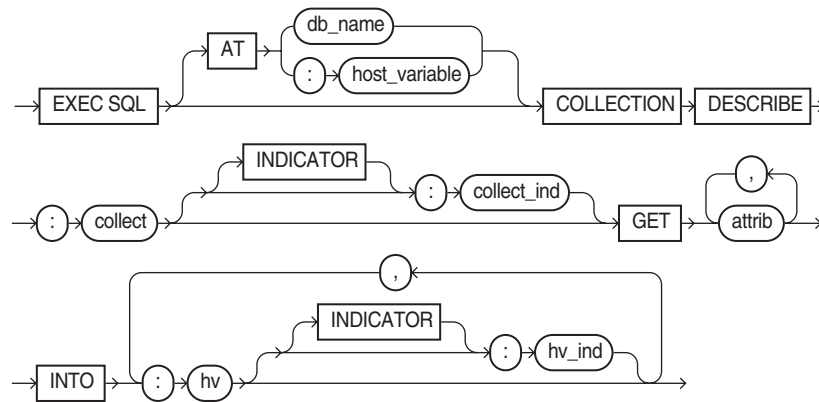 db_name
AT
: host_variable
EXEC SQL COLLECTION DESCRIBE
INDICATOR ,
: collect : collect_ind GET attrib
,
INDICATOR
INTO : hv : hv_ind